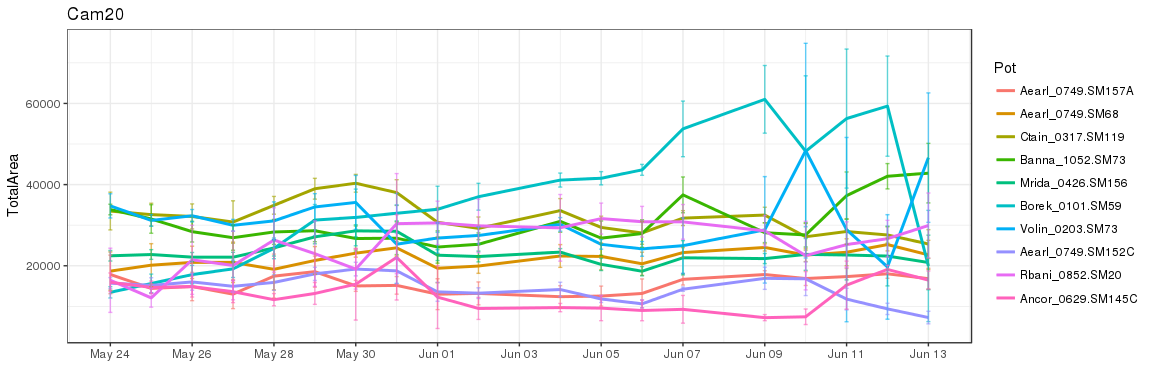 Cam20
TotalArea
60000
40000
20000
May 24 May 26 May 28 May 30 Jun 01 Jun 03 Jun 05 Jun 07 Jun 09 Jun 11 Jun 13
Pot
Aearl_0749.SM157A
Aearl_0749.SM68
Ctain_0317.SM119
Banna_1052.SM73
Mrida_0426.SM156
Borek_0101.SM59
Volin_0203.SM73
Aearl_0749.SM152C
Rbani_0852.SM20
Ancor_0629.SM145C